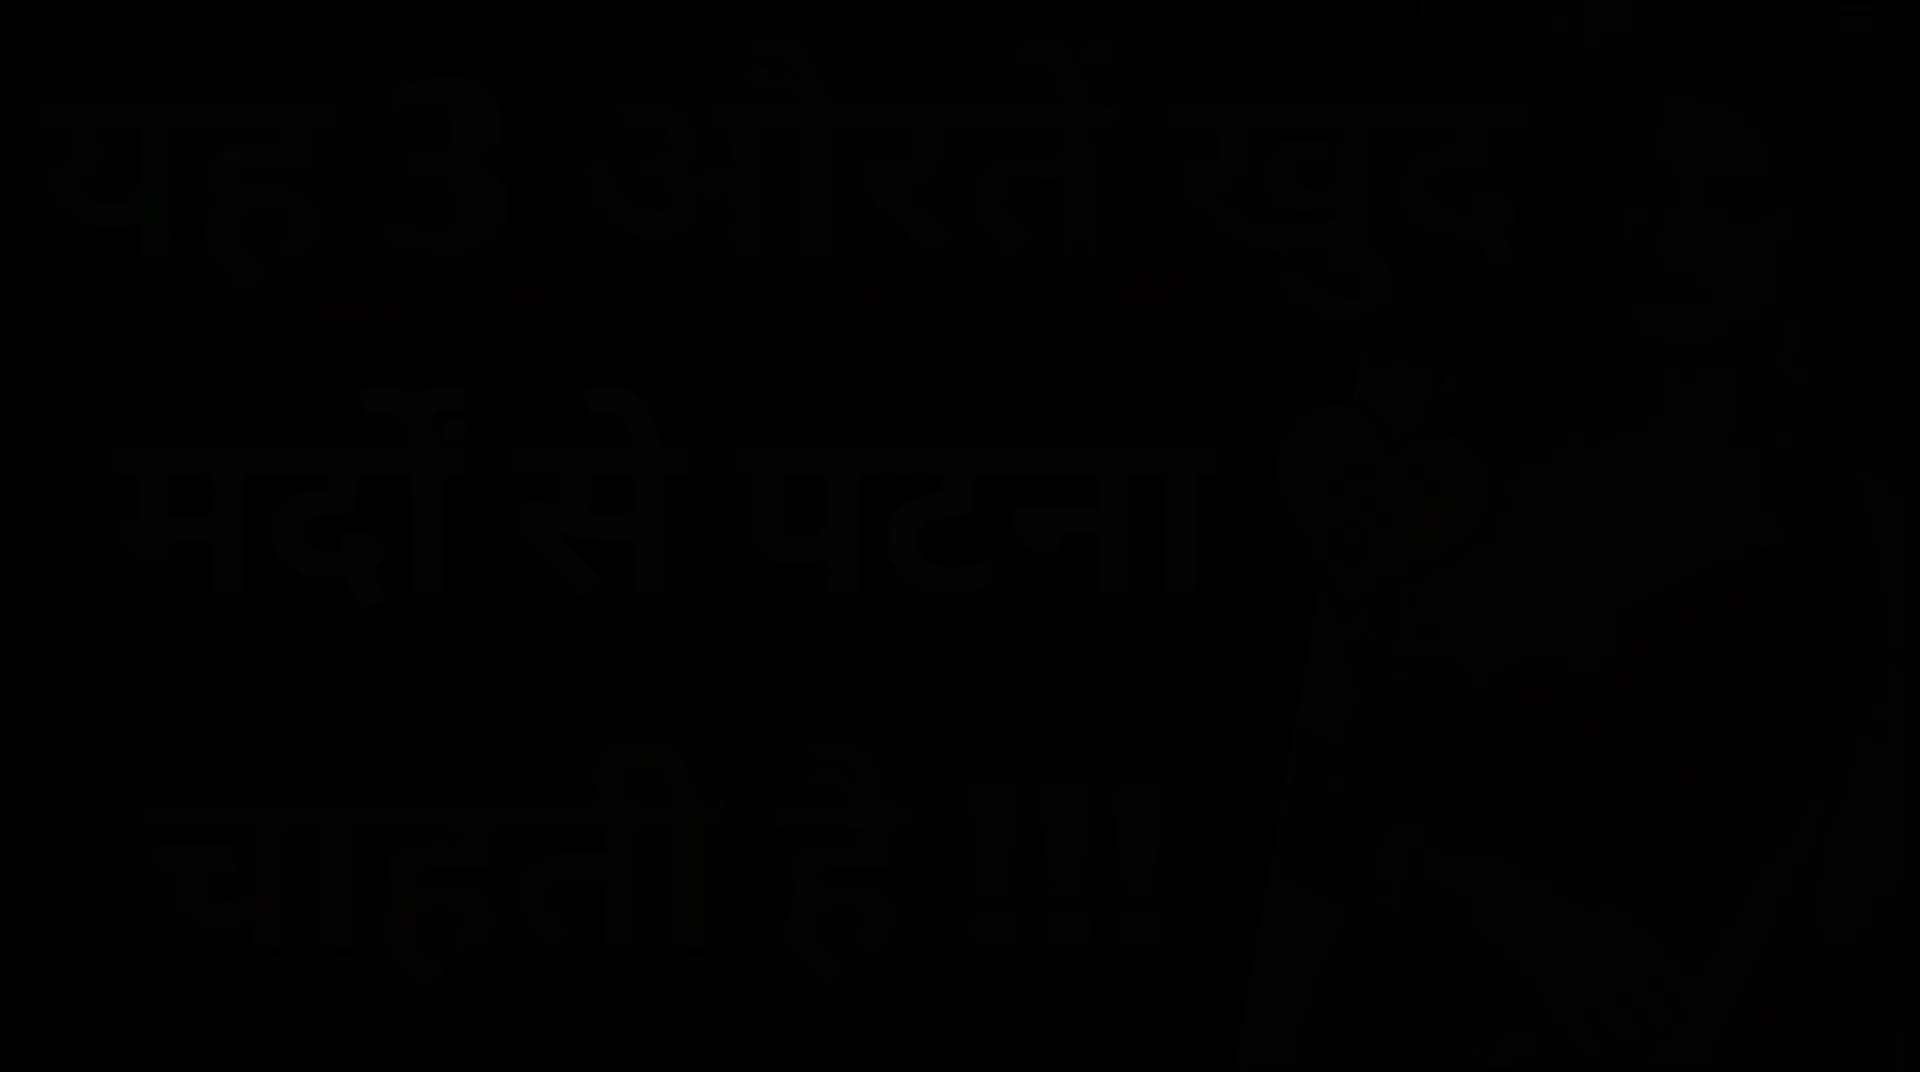 यह 3 औरतें खुद
मर्दों से पटना
चाहती है !!!